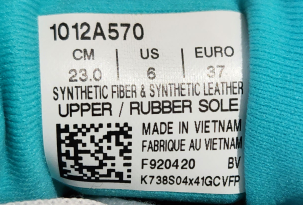 1012A570
CM | US | EURO
23.0 | 6 | 37
SYNTHETIC FIBER & SYNTHETIC LEATHER
UPPER / RUBBER SOLE
MADE IN VIETNAM
FABRIQUE AU VIETNAM
F920420 BV
K738S04x41GCVFP